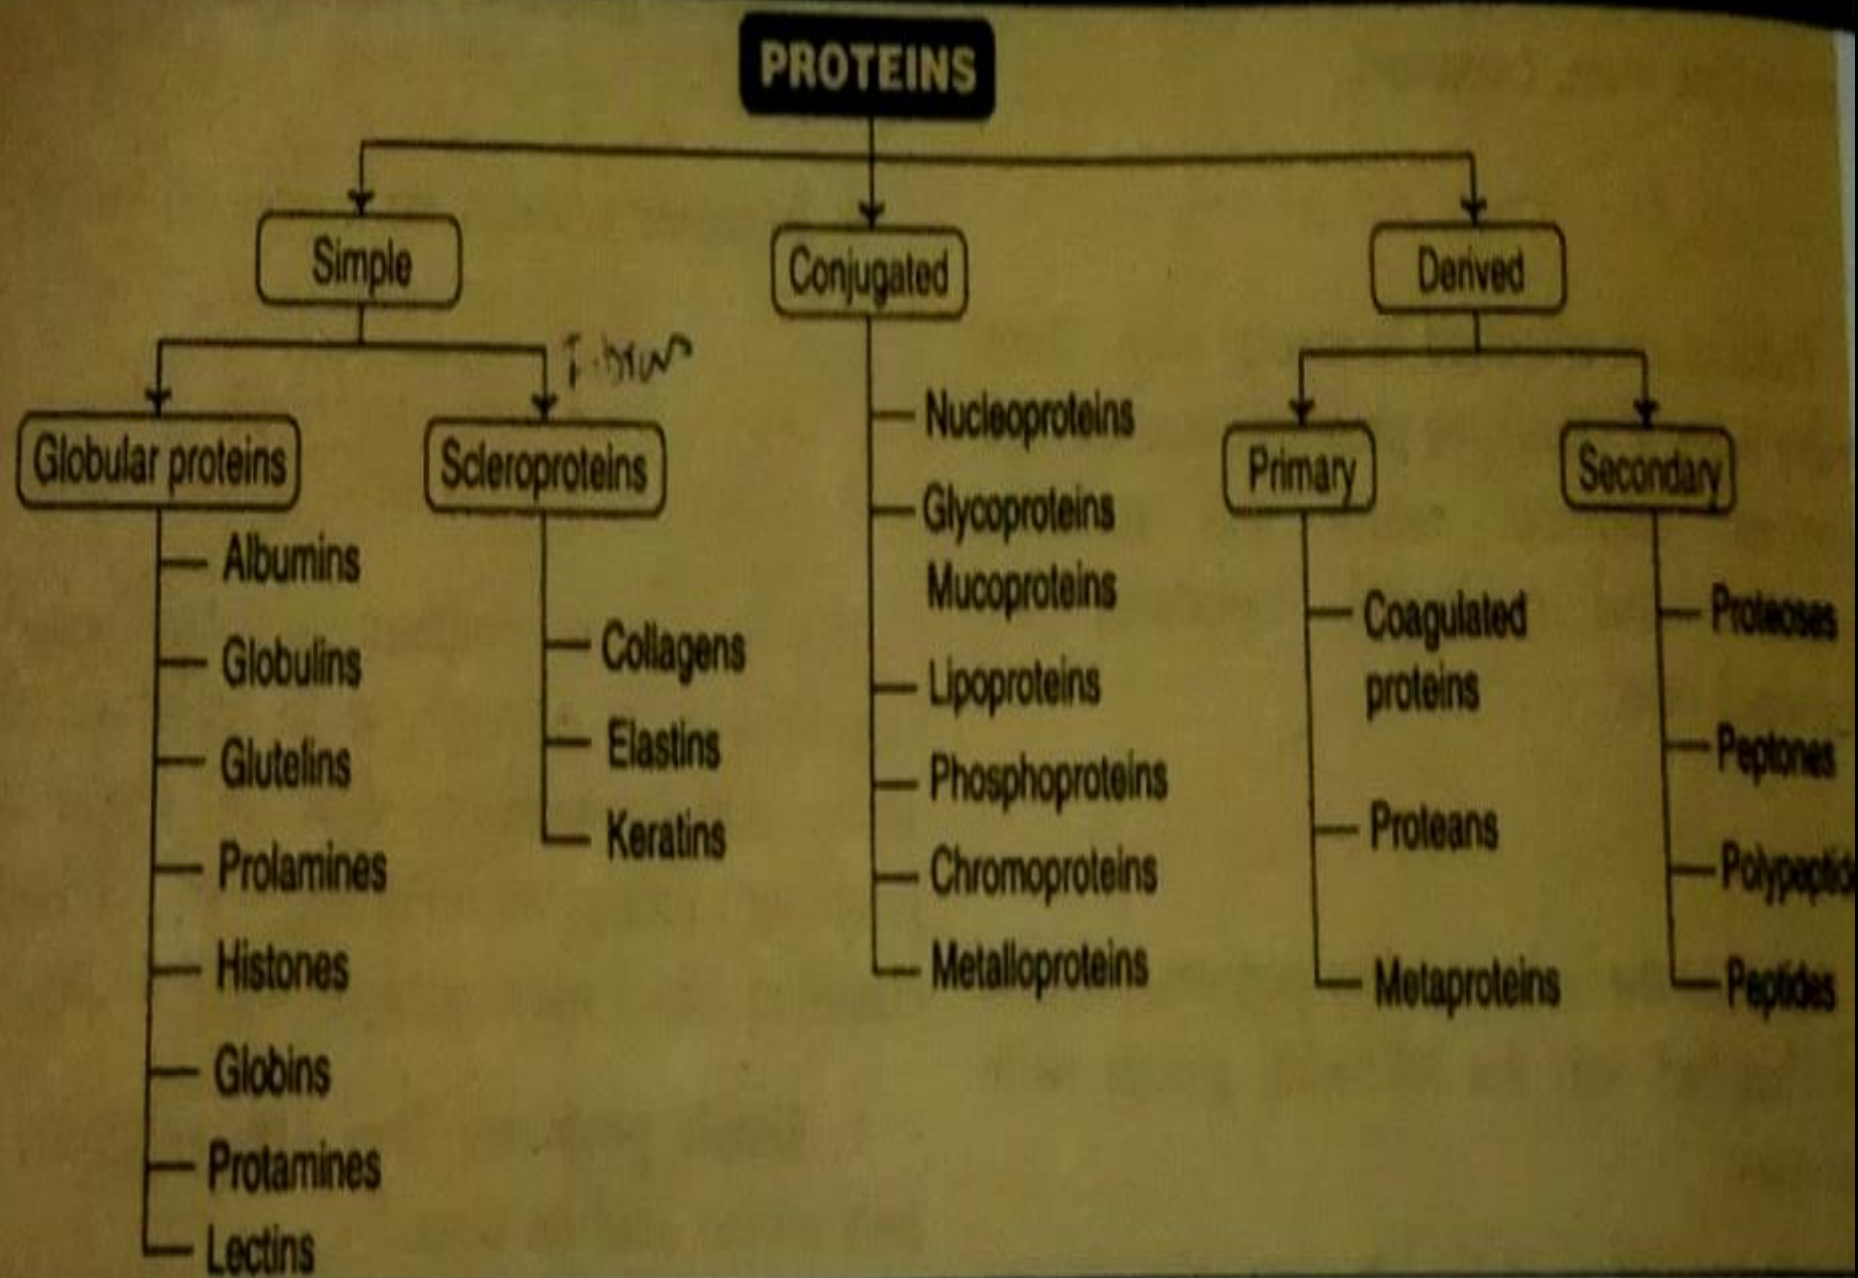 PROTEINS
Simple
Conjugated
Derived
Globular proteins
Scleroproteins
Primary
Secondary
Albumins
Globulins
Glutelins
Prolamines
Histones
Globins
Protamines
Lectins
Collagens
Elastins
Keratins
Nucleoproteins
Glycoproteins
Mucoproteins
Lipoproteins
Phosphoproteins
Chromoproteins
Metalloproteins
Coagulated
proteins
Proteans
Metaproteins
Proteoses
Peptones
Peptides